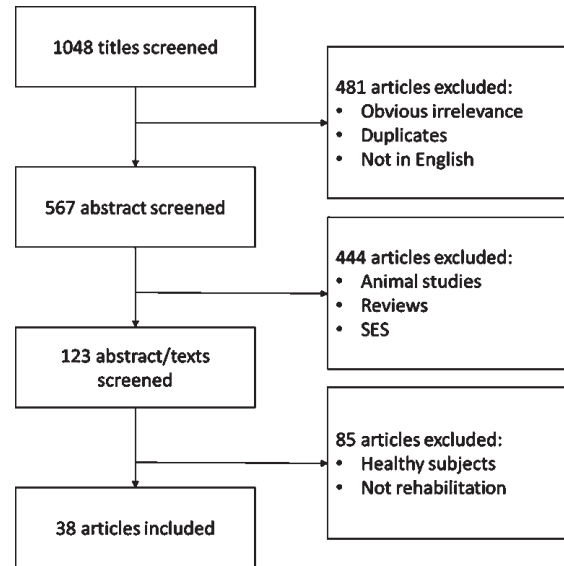 1048 titles screened
481 articles excluded:
• Obvious irrelevance
• Duplicates
• Not in English
567 abstract screened
444 articles excluded:
• Animal studies
• Reviews
• SES
123 abstract/texts
screened
85 articles excluded:
• Healthy subjects
• Not rehabilitation
38 articles included